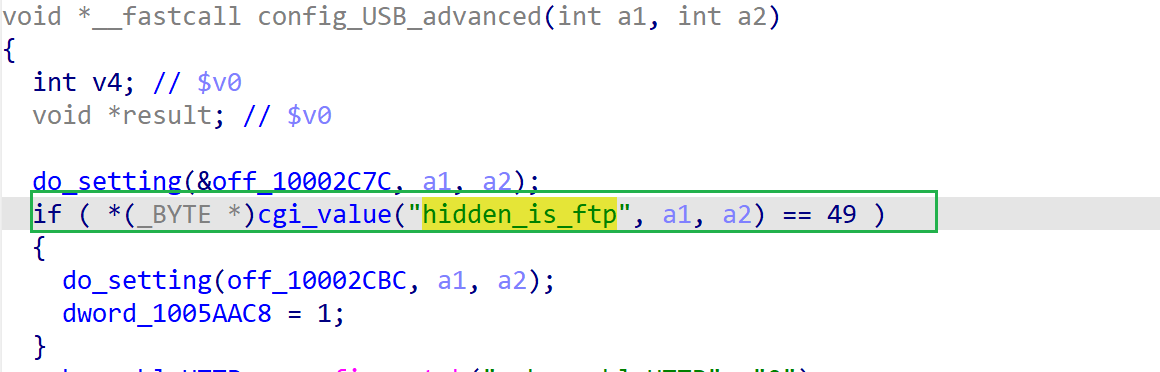 void *__fastcall config_USB_advanced(int a1, int a2)
{
int v4; // $v0
void *result; // $v0
do_setting(&off_10002C7C, a1, a2);
if ( *(_BYTE *)cgi_value("hidden_is_ftp", a1, a2) == 49 )
{
do_setting(off_10002CBC, a1, a2);
dword_1005AAC8 = 1;
}